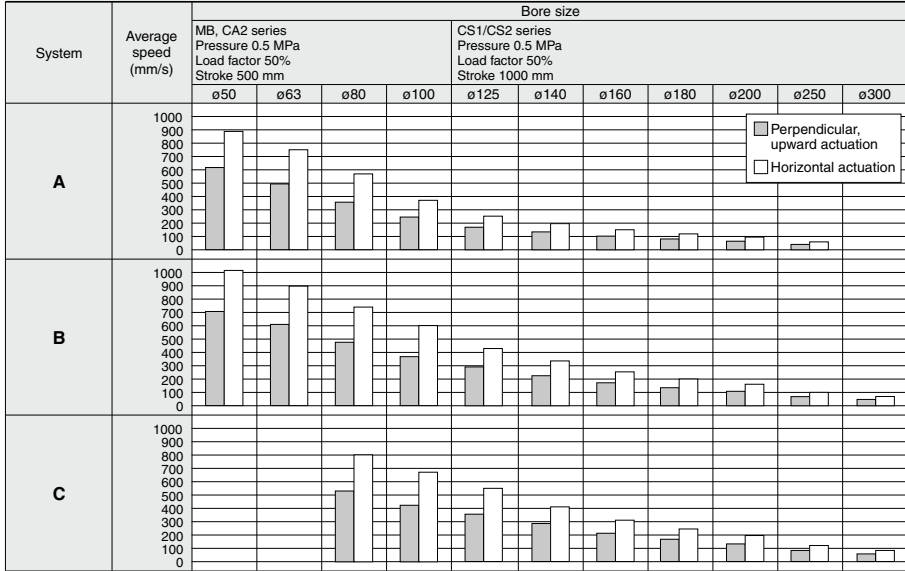 Bore size
System
Average
speed
(mm/s)
MB, CA2 series
Pressure 0.5 MPa
Load factor 50%
Stroke 500 mm
CS1/CS2 series
Pressure 0.5 MPa
Load factor 50%
Stroke 1000 mm
ø50 ø63 ø80 ø100 ø125 ø140 ø160 ø180 ø200 ø250 ø300
A
1000
900
800
700
600
500
400
300
200
100
0
Perpendicular,
upward actuation
Horizontal actuation
B
1000
900
800
700
600
500
400
300
200
100
0
C
1000
900
800
700
600
500
400
300
200
100
0